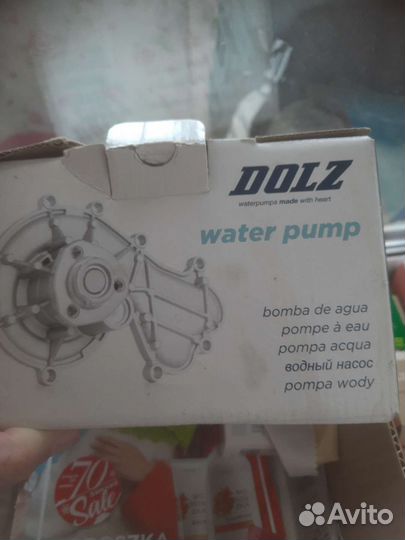 DOLZ
waterpumps made with heart
water pump
bomba de agua
pompe à eau
pompa acqua
водный насос
pompa wody
70
Sale
Avito